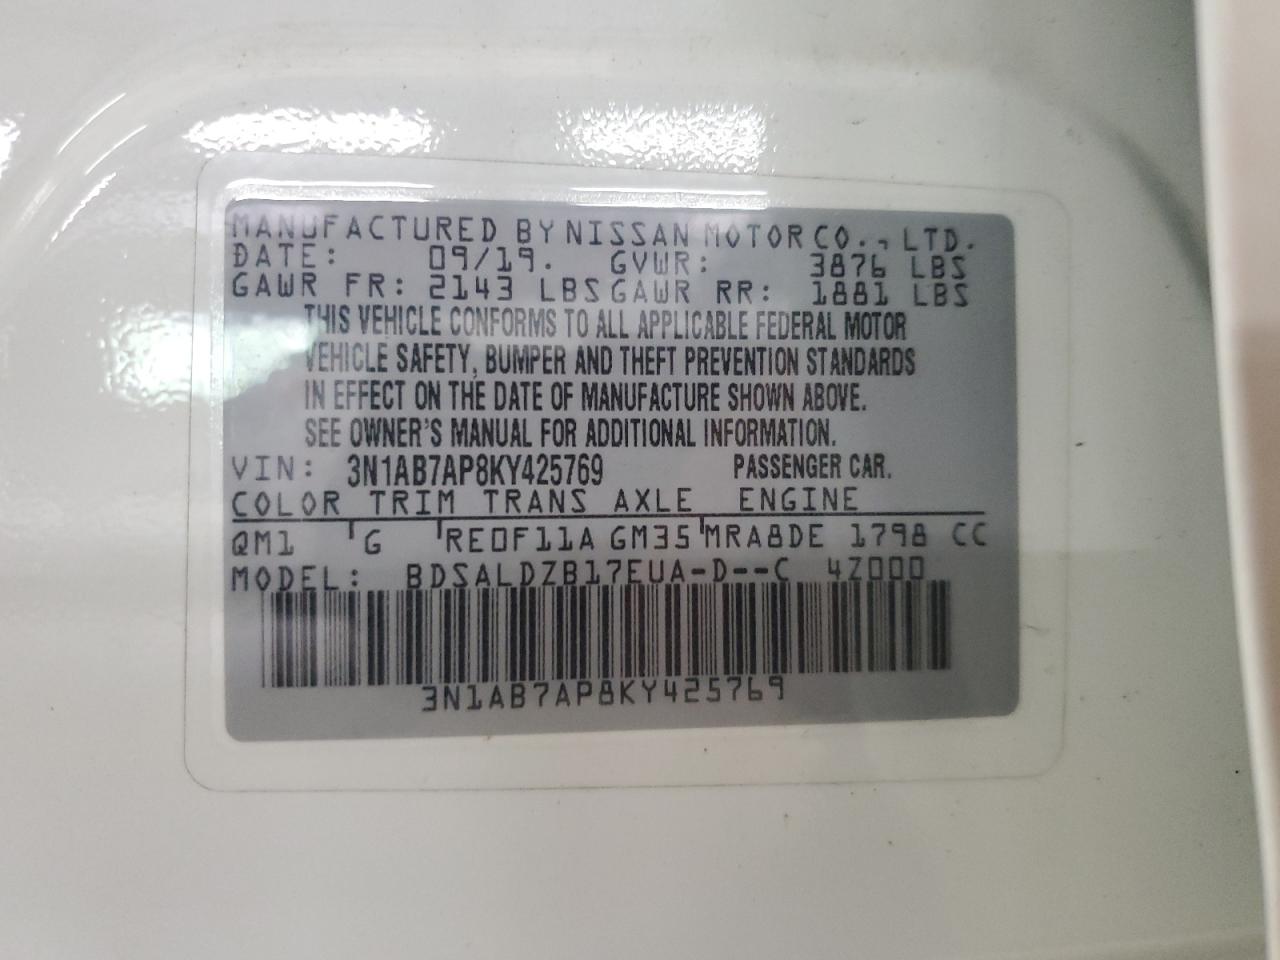 MANUFACTURED BY NISSAN MOTOR CO., LTD.
DATE: 09/19. GVWR: 3876 LBS
GAWR FR: 2143 LBS GAWR RR: 1881 LBS
THIS VEHICLE CONFORMS TO ALL APPLICABLE FEDERAL MOTOR
VEHICLE SAFETY, BUMPER AND THEFT PREVENTION STANDARDS
IN EFFECT ON THE DATE OF MANUFACTURE SHOWN ABOVE.
SEE OWNER'S MANUAL FOR ADDITIONAL INFORMATION.
VIN: 3N1AB7AP8KY425769 PASSENGER CAR.
COLOR TRIM TRANS AXLE ENGINE
QM1 G RE0F11A GM35 MRA8DE 1798 CC
MODEL: BDSALDZB17EUA-D--C 4Z000
3N1AB7AP8KY425769